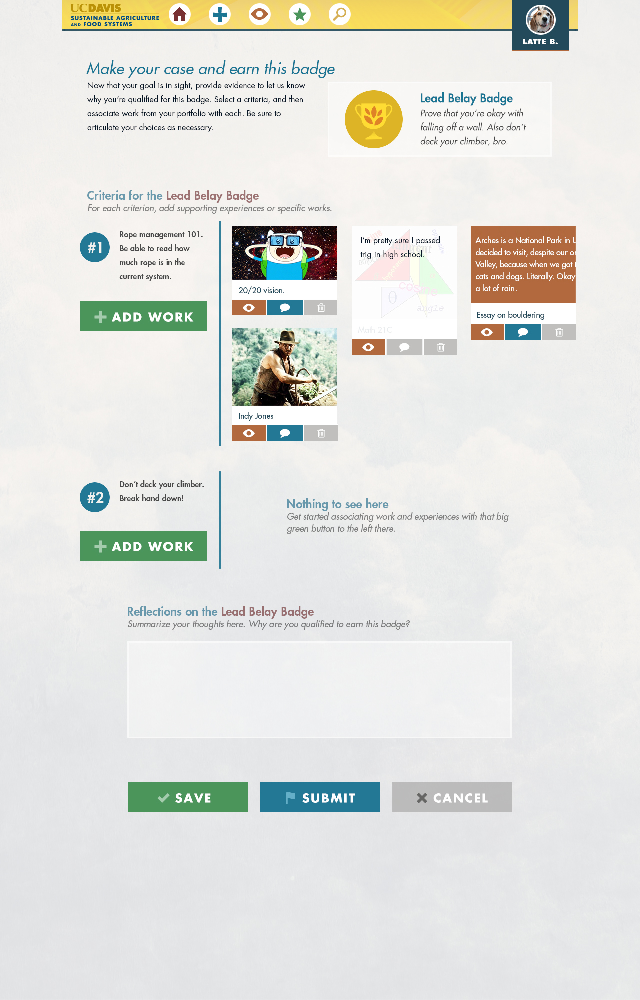 UCDAVIS
SUSTAINABLE AGRICULTURE
AND FOOD SYSTEMS
LATTE B.
Make your case and earn this badge
Now that your goal is in sight, provide evidence to let us know
why you’re qualified for this badge. Select a criteria, and then
associate work from your portfolio with each. Be sure to
articulate your choices as necessary.
Lead Belay Badge
Prove that you’re okay with
falling off a wall. Also don’t
deck your climber, bro.
Criteria for the Lead Belay Badge
For each criterion, add supporting experiences or specific works.
#1
Rope management 101.
Be able to read how
much rope is in the
current system.
ADD WORK
20/20 vision.
Indy Jones
I’m pretty sure I passed
trig in high school.
cosine
θ
angle
Math 21C
Arches is a National Park in U
decided to visit, despite our
Valley, because when we got
cats and dogs. Literally. Okay
a lot of rain.
Essay on bouldering
#2
Don’t deck your climber.
Break hand down!
ADD WORK
Nothing to see here
Get started associating work and experiences with that big
green button to the left there.
Reflections on the Lead Belay Badge
Summarize your thoughts here. Why are you qualified to earn this badge?
SAVE
SUBMIT
CANCEL